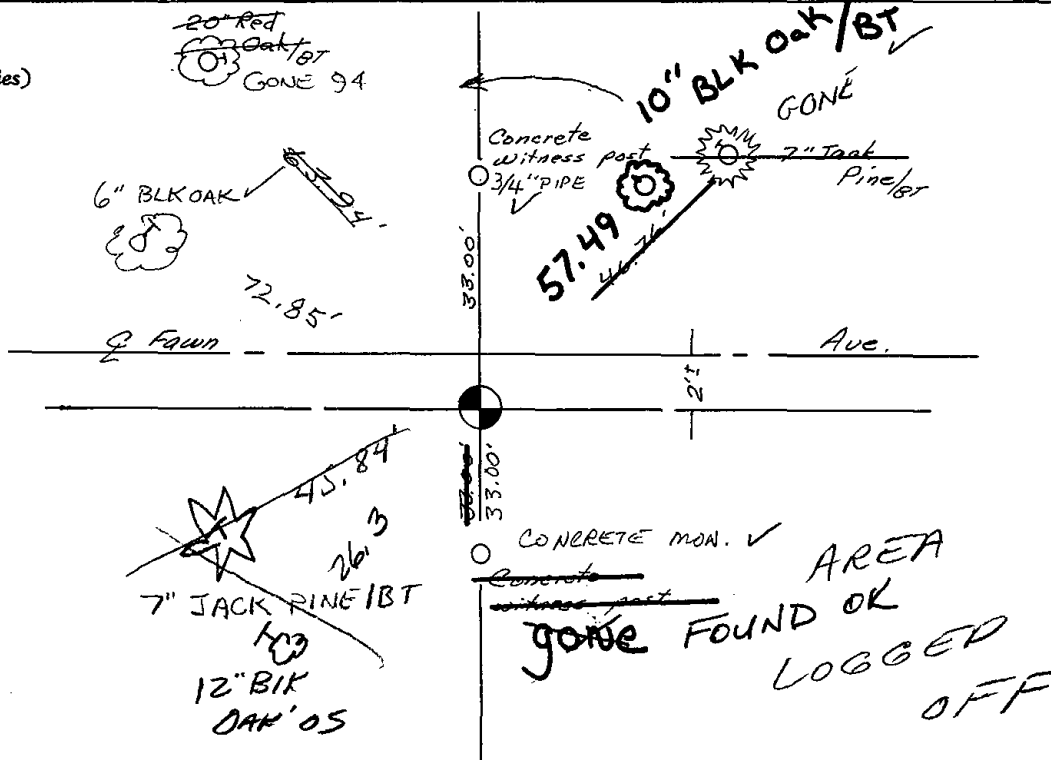 20" Red
Oak/BT
GONE 94
ies)
10" BLK Oak/BT
GONE
Concrete
witness post
3/4" PIPE
7" Jack
Pine/BT
63.94'
6" BLK OAK
57.49
46.76'
33.00'
72.85'
℄ Fawn
Ave.
2'±
45.84'
33.00'
26.3
CONCRETE MON.
Concrete
witness post
gone FOUND OK
AREA
LOGGED
OFF
7" JACK PINE/BT
12" BlK
OAK '05